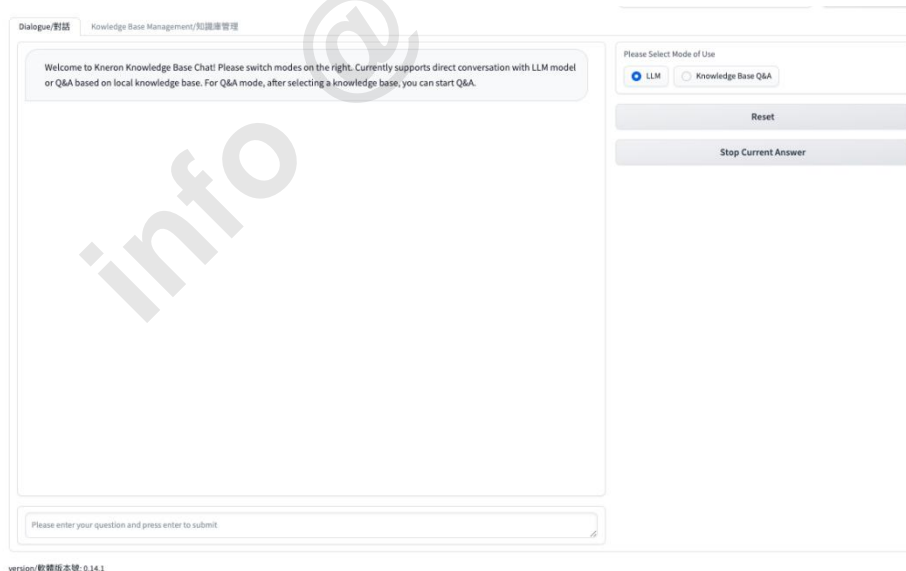 Dialogue/對話
Kowledge Base Management/知識庫管理
Welcome to Kneron Knowledge Base Chat! Please switch modes on the right. Currently supports direct conversation with LLM model
or Q&A based on local knowledge base. For Q&A mode, after selecting a knowledge base, you can start Q&A.
Please Select Mode of Use
LLM
Knowledge Base Q&A
Reset
Stop Current Answer
info @
Please enter your question and press enter to submit
version/軟體版本號: 0.14.1